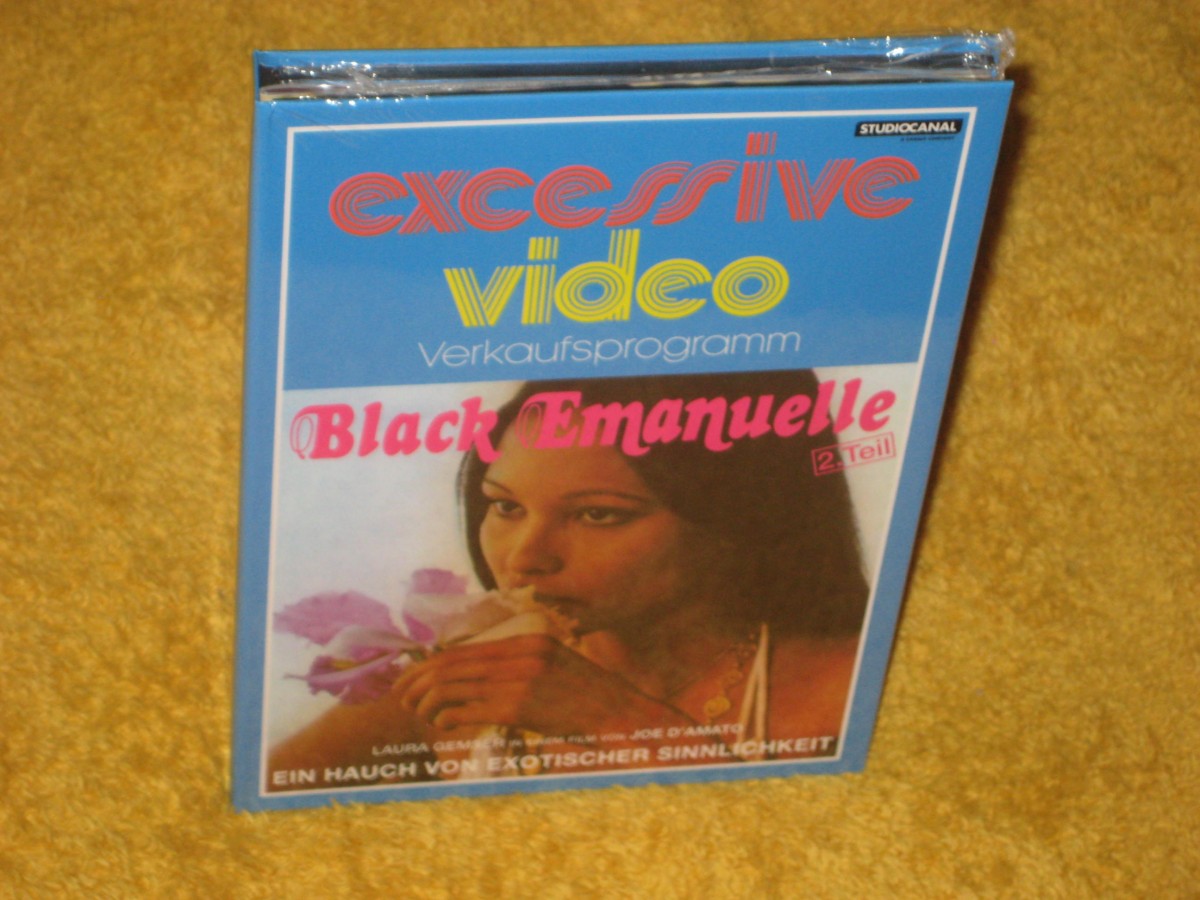 STUDIOCANAL
excessive
video
Verkaufsprogramm
Black Emanuelle
2. Teil
LAURA GEMSER IN EINEM FILM VON JOE D'AMATO
EIN HAUCH VON EXOTISCHER SINNLICHKEIT